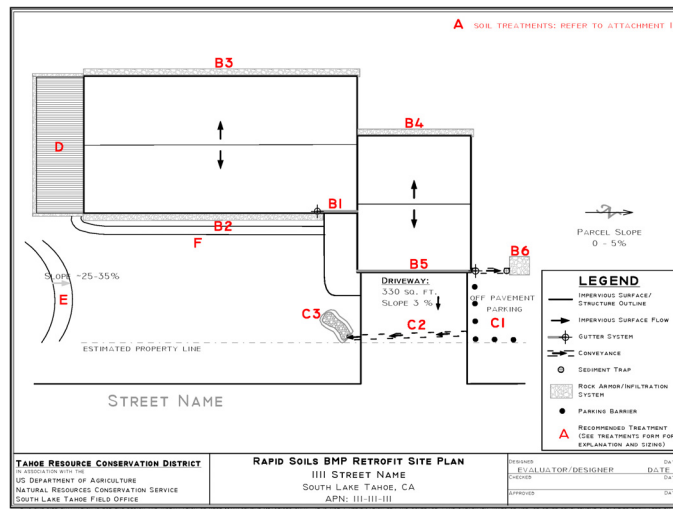 A SOIL TREATMENTS: REFER TO ATTACHMENT
B3
B4
D
B1
B2
F
PARCEL SLOPE
0 - 5%
B6
B5
SLOPE ~25-35%
E
DRIVEWAY:
330 SQ. FT.
SLOPE 3 %
OFF PAVEMENT
PARKING
C3
C2
C1
ESTIMATED PROPERTY LINE
STREET NAME
LEGEND
IMPERVIOUS SURFACE/
STRUCTURE OUTLINE
IMPERVIOUS SURFACE FLOW
GUTTER SYSTEM
CONVEYANCE
SEDIMENT TRAP
ROCK ARMOR/INFILTRATION
SYSTEM
PARKING BARRIER
A RECOMMENDED TREATMENT
(SEE TREATMENTS FORM FOR
EXPLANATION AND SIZING)
TAHOE RESOURCE CONSERVATION DISTRICT
IN ASSOCIATION WITH THE
US DEPARTMENT OF AGRICULTURE
NATURAL RESOURCES CONSERVATION SERVICE
SOUTH LAKE TAHOE FIELD OFFICE
RAPID SOILS BMP RETROFIT SITE PLAN
1111 STREET NAME
SOUTH LAKE TAHOE, CA
APN: 111-111-111
DESIGNED
EVALUATOR/DESIGNER DATE
CHECKED
APPROVED